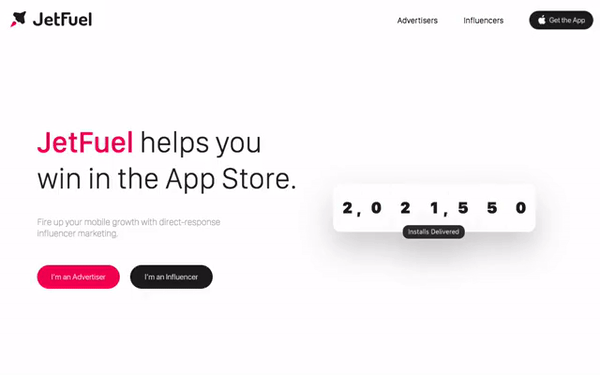 JetFuel
Advertisers
Influencers
Get the App
JetFuel helps you
win in the App Store.
Fire up your mobile growth with direct-response
influencer marketing.
2,021,550
Installs Delivered
I'm an Advertiser
I'm an Influencer